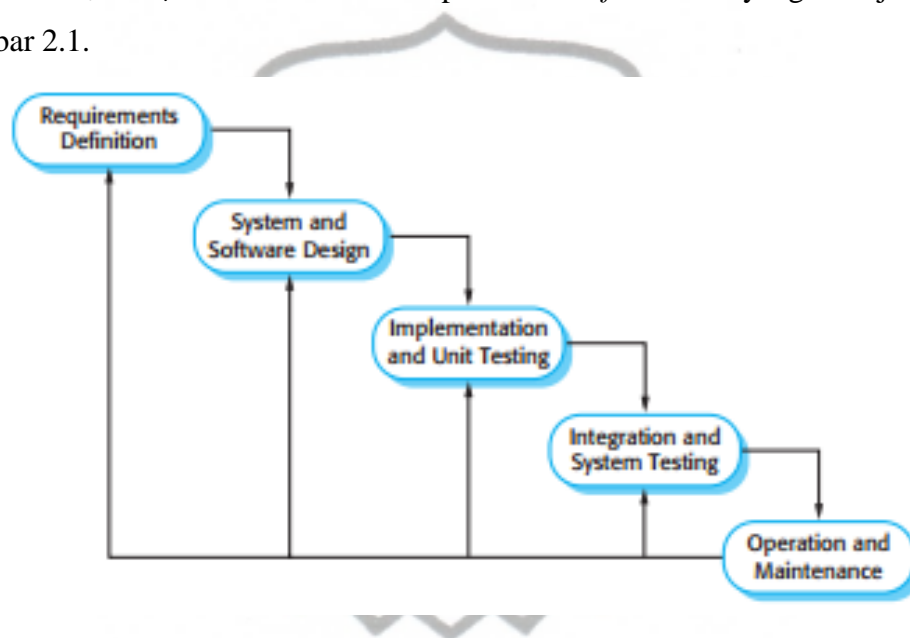 bar 2.1.
Requirements
Definition
System and
Software Design
Implementation
and Unit Testing
Integration and
System Testing
Operation and
Maintenance